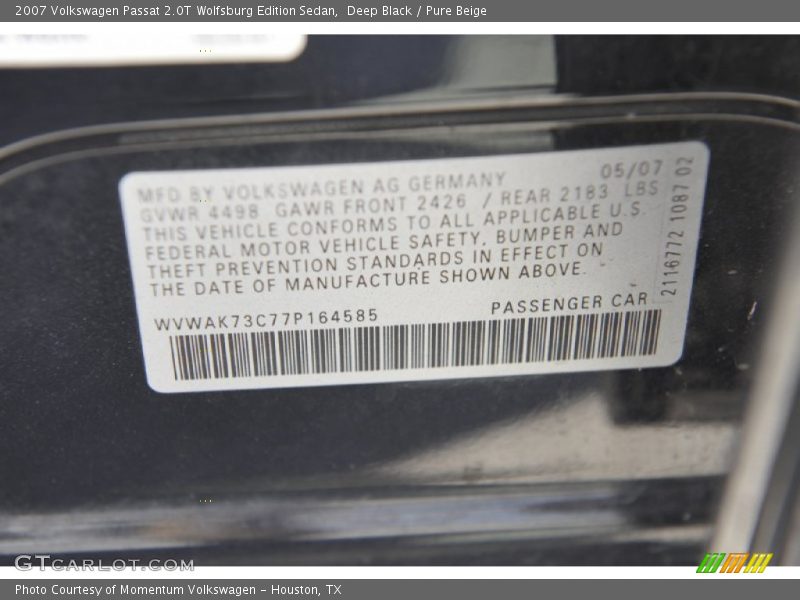 2007 Volkswagen Passat 2.0T Wolfsburg Edition Sedan,  Deep Black / Pure Beige
05/07
MFD BY VOLKSWAGEN AG GERMANY
GVWR 4498 GAWR FRONT 2426 / REAR 2183 LBS
THIS VEHICLE CONFORMS TO ALL APPLICABLE U.S.
FEDERAL MOTOR VEHICLE SAFETY, BUMPER AND
THEFT PREVENTION STANDARDS IN EFFECT ON
THE DATE OF MANUFACTURE SHOWN ABOVE.
WVWAK73C77P164585 PASSENGER CAR
2116772 1087 02
GTCARLOT.COM
Photo Courtesy of Momentum Volkswagen – Houston, TX